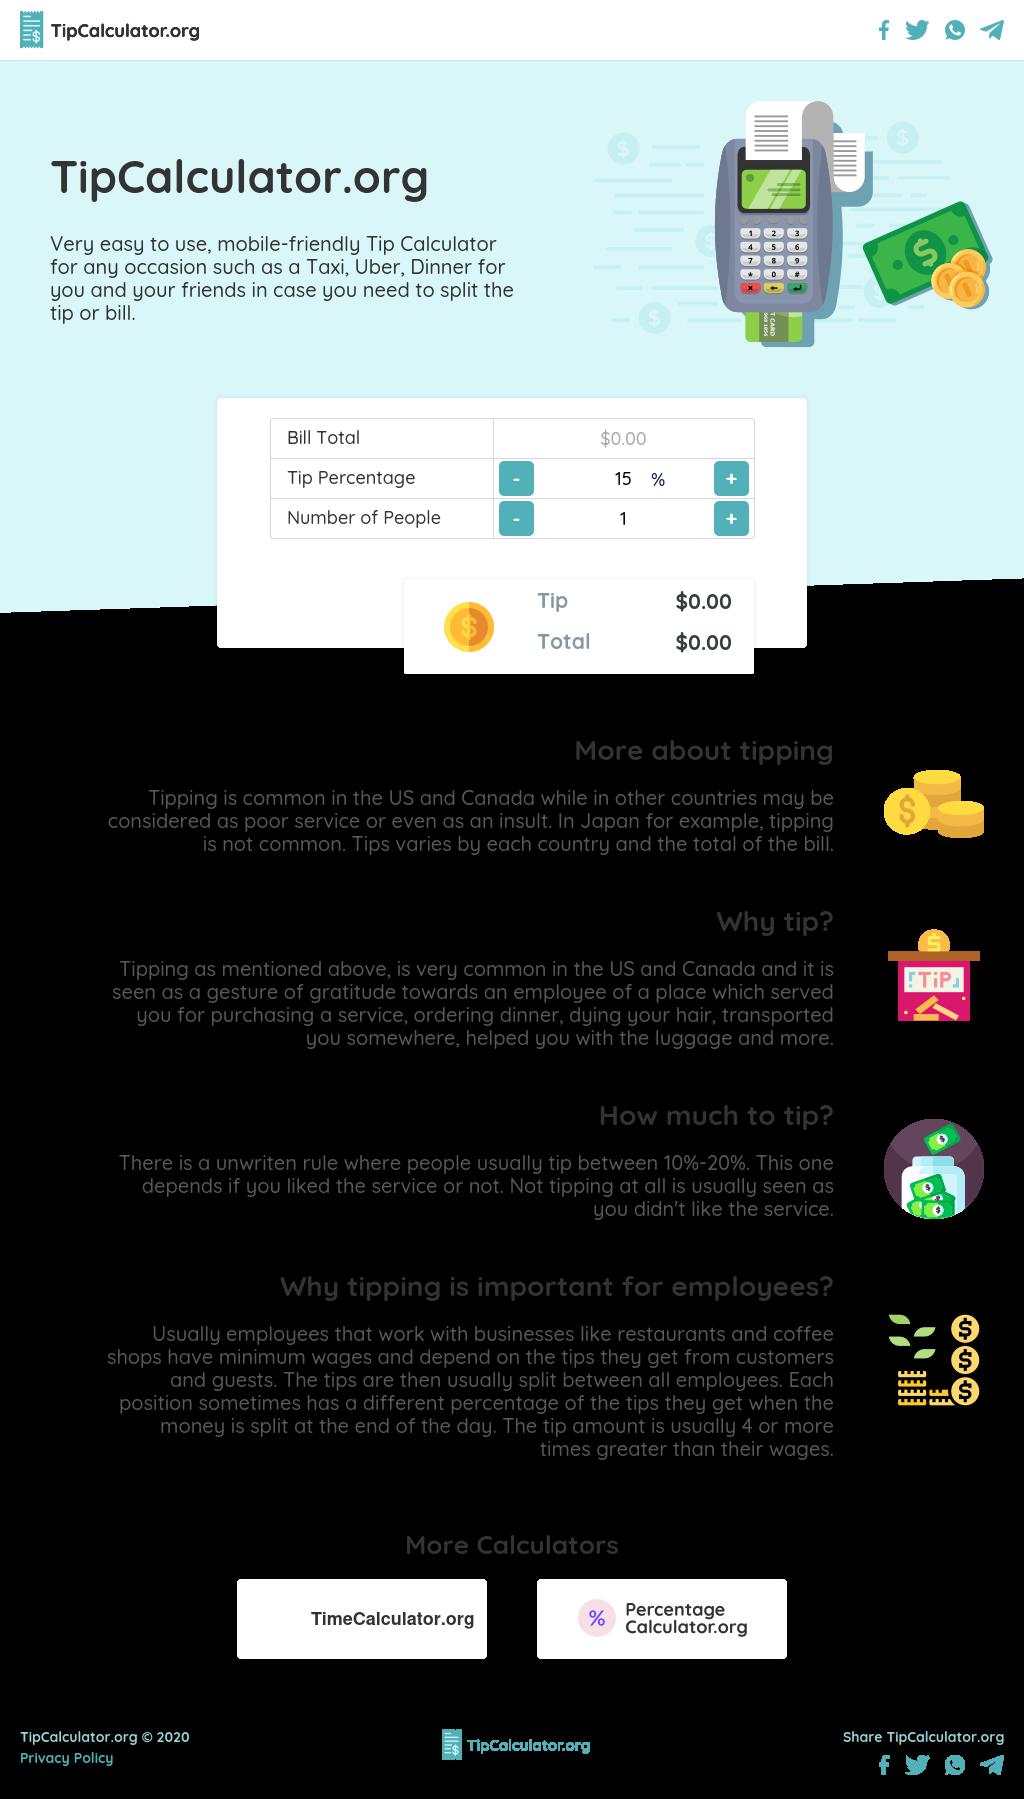 TipCalculator.org
TipCalculator.org
Very easy to use, mobile-friendly Tip Calculator
for any occasion such as a Taxi, Uber, Dinner for
you and your friends in case you need to split the
tip or bill.
1 2 3
4 5 6
7 8 9
* 0 #
Bill Total $0.00
Tip Percentage - 15 % +
Number of People - 1 +
Tip $0.00
Total $0.00
More about tipping
Tipping is common in the US and Canada while in other countries may be
considered as poor service or even as an insult. In Japan for example, tipping
is not common. Tips varies by each country and the total of the bill.
Why tip?
Tipping as mentioned above, is very common in the US and Canada and it is
seen as a gesture of gratitude towards an employee of a place which served
you for purchasing a service, ordering dinner, dying your hair, transported
you somewhere, helped you with the luggage and more.
TiP
How much to tip?
There is a unwriten rule where people usually tip between 10%-20%. This one
depends if you liked the service or not. Not tipping at all is usually seen as
you didn't like the service.
Why tipping is important for employees?
Usually employees that work with businesses like restaurants and coffee
shops have minimum wages and depend on the tips they get from customers
and guests. The tips are then usually split between all employees. Each
position sometimes has a different percentage of the tips they get when the
money is split at the end of the day. The tip amount is usually 4 or more
times greater than their wages.
More Calculators
TimeCalculator.org
% Percentage
Calculator.org
TipCalculator.org © 2020
Privacy Policy
TipCalculator.org
Share TipCalculator.org